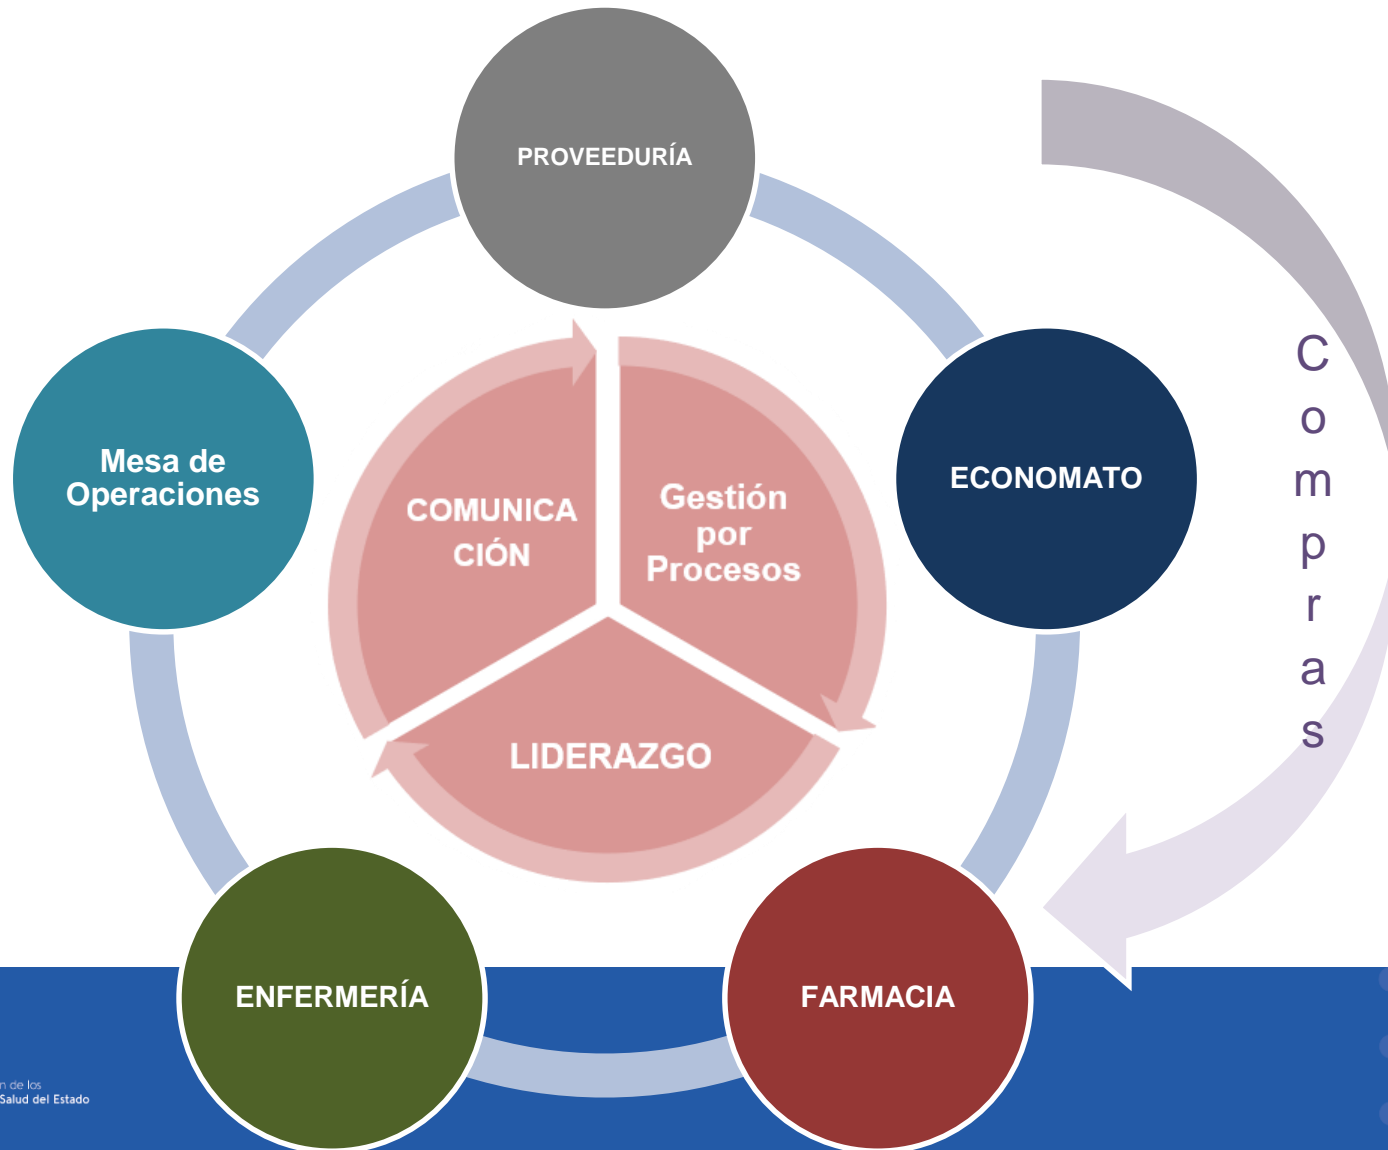 PROVEEDURÍA
Mesa de
Operaciones
ECONOMATO
COMUNICA
CIÓN
Gestión
por
Procesos
LIDERAZGO
C
o
m
p
r
a
s
ENFERMERÍA
FARMACIA
n de los
Salud del Estado